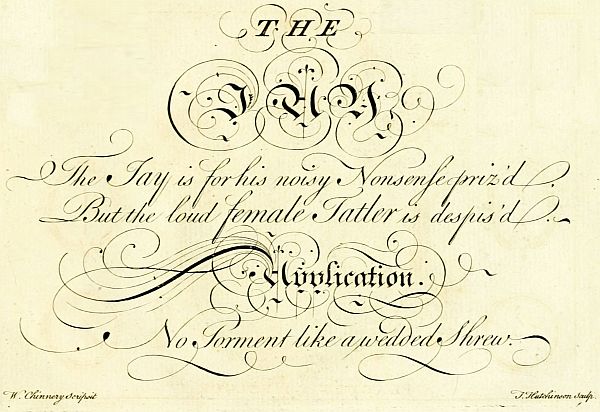 THE
JAY.
The Jay is for his noisy Nonsenſe priz'd.
But the loud female Tatler is despis'd.
Application.
No Torment like a wedded Shrew.
W. Chinnery Scripsit
J. Hutchinson sculp.